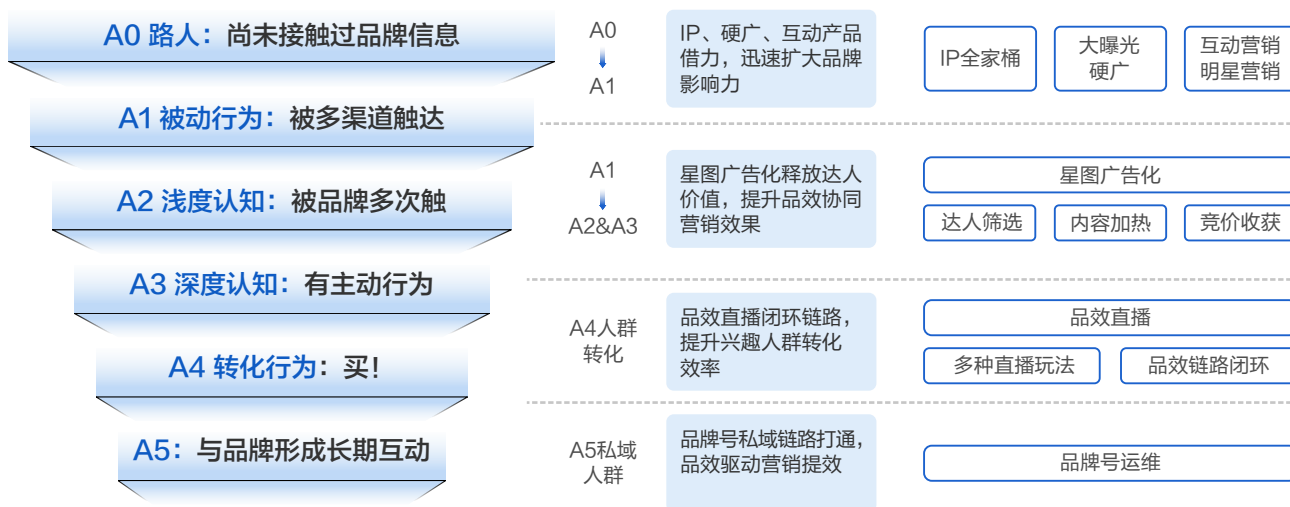 A0 路人：尚未接触过品牌信息
A1 被动行为：被多渠道触达
A2 浅度认知：被品牌多次触
A3 深度认知：有主动行为
A4 转化行为：买！
A5：与品牌形成长期互动
A0
A1
IP、硬广、互动产品
借力，迅速扩大品牌
影响力
IP全家桶
大曝光
硬广
互动营销
明星营销
A1
A2&A3
星图广告化释放达人
价值，提升品效协同
营销效果
星图广告化
达人筛选
内容加热
竞价收获
A4人群
转化
品效直播闭环链路，
提升兴趣人群转化
效率
品效直播
多种直播玩法
品效链路闭环
A5私域
人群
品牌号私域链路打通，
品效驱动营销提效
品牌号运维